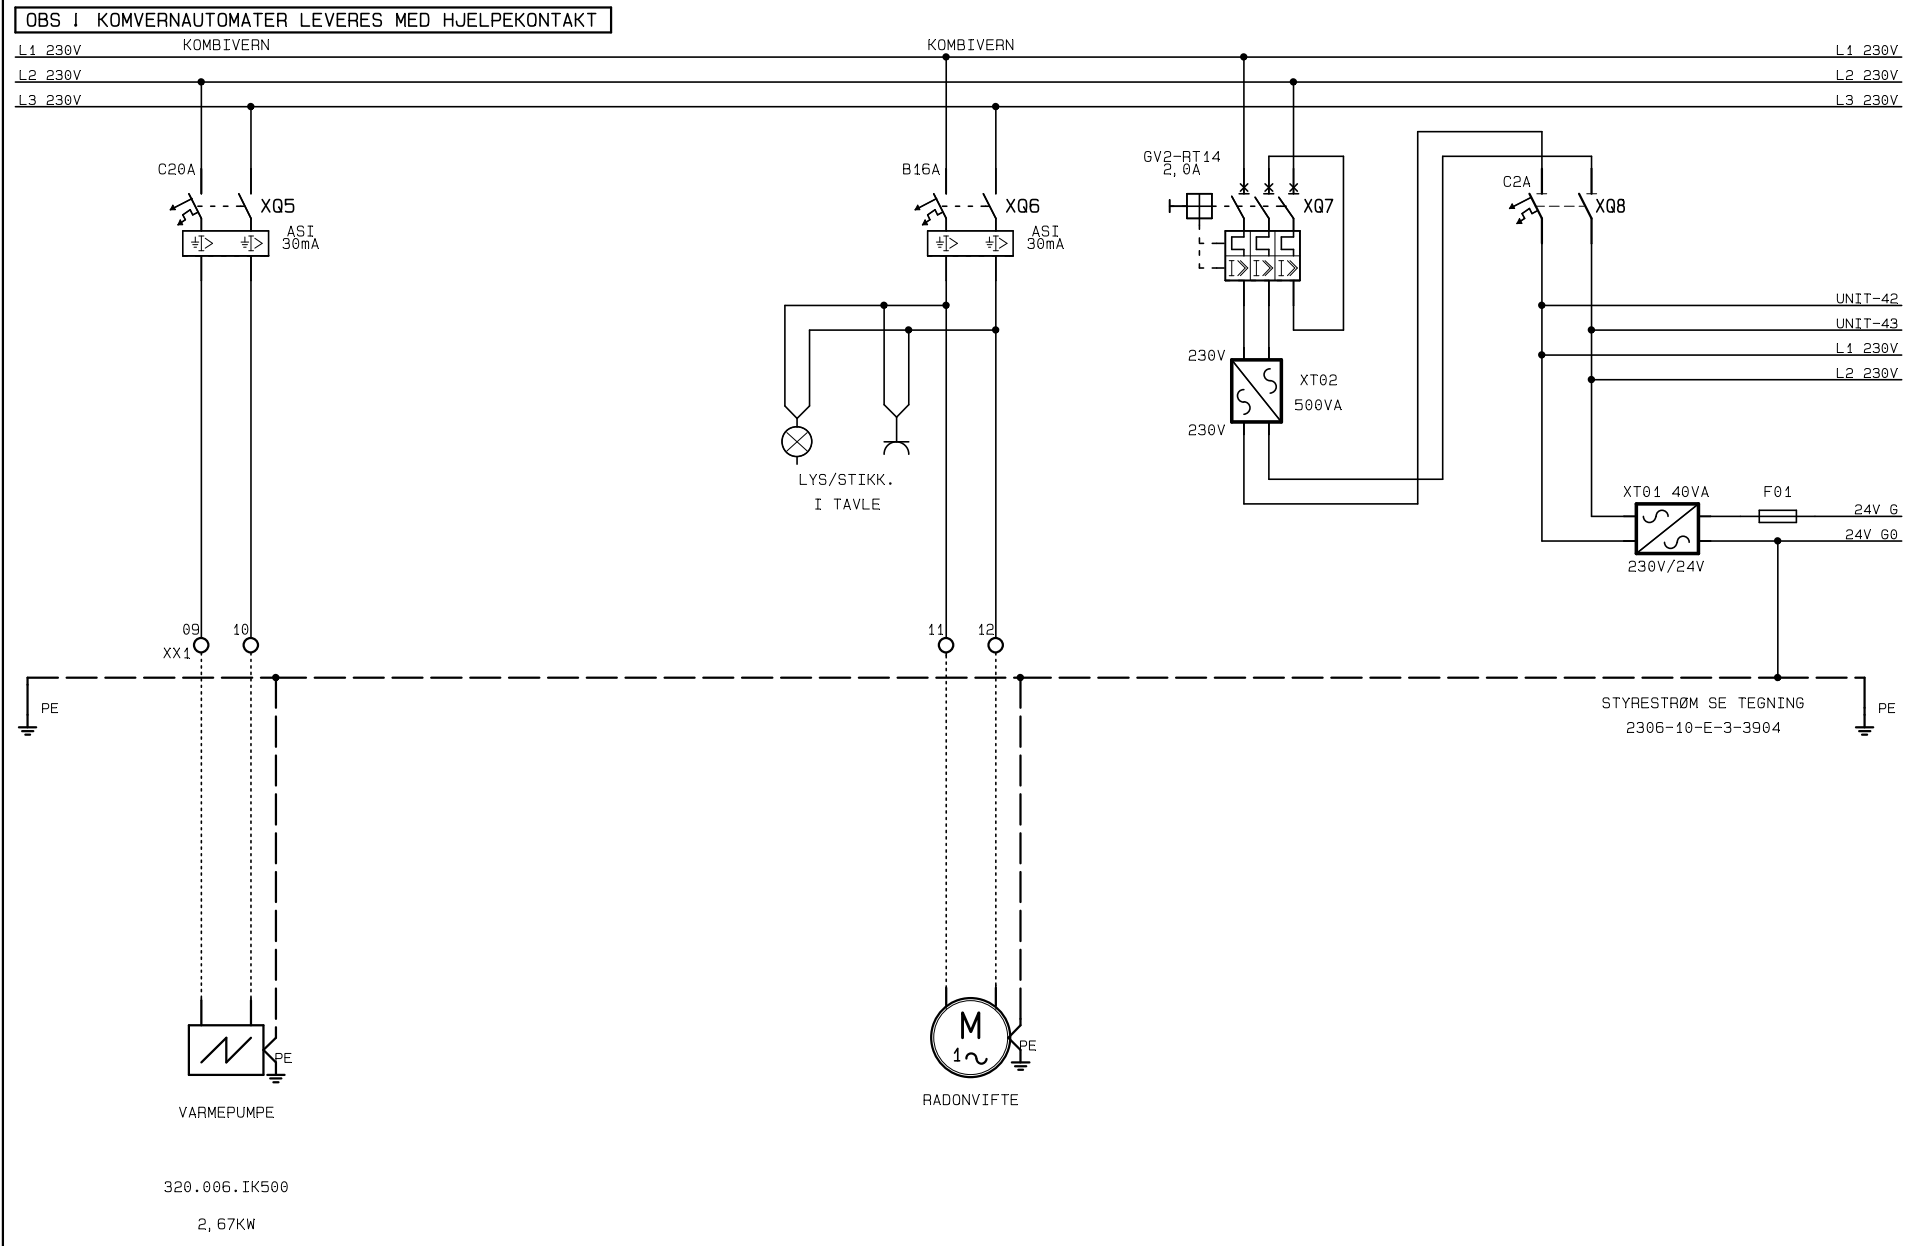 OBS ! KOMVERNAUTOMATER LEVERES MED HJELPEKONTAKT
KOMBIVERN
KOMBIVERN
L1 230V
L1 230V
L2 230V
L2 230V
L3 230V
L3 230V
C20A
XQ5
ASI
30mA
B16A
XQ6
ASI
30mA
GV2-RT14
2,0A
XQ7
C2A
XQ8
UNIT-42
UNIT-43
L1 230V
L2 230V
230V
XT02
500VA
230V
LYS/STIKK.
I TAVLE
XT01 40VA
F01
24V G
24V G0
230V/24V
09
10
XX1
11
12
PE
STYRESTRØM SE TEGNING
2306-10-E-3-3904
PE
PE
VARMEPUMPE
M
1
PE
RADONVIFTE
320.006.IK500
2,67KW